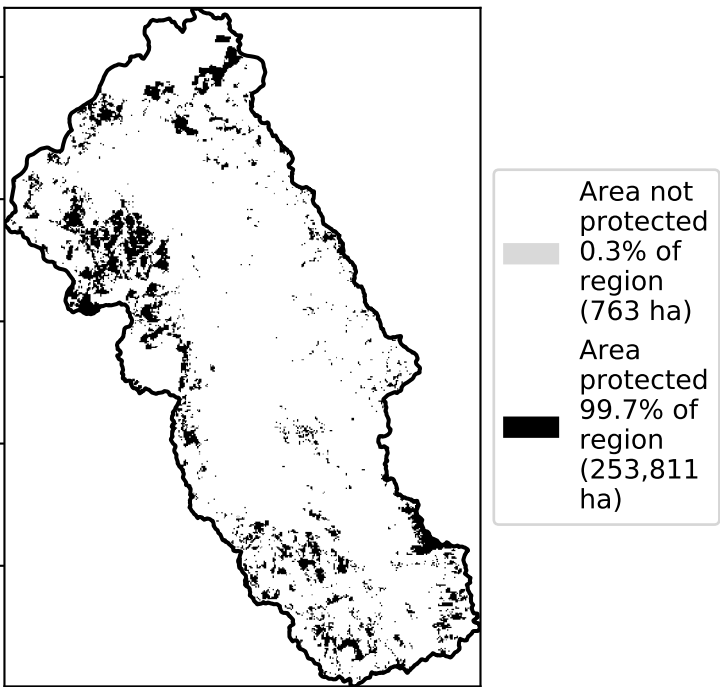 Area not
protected
0.3% of
region
(763 ha)
Area
protected
99.7% of
region
(253,811
ha)